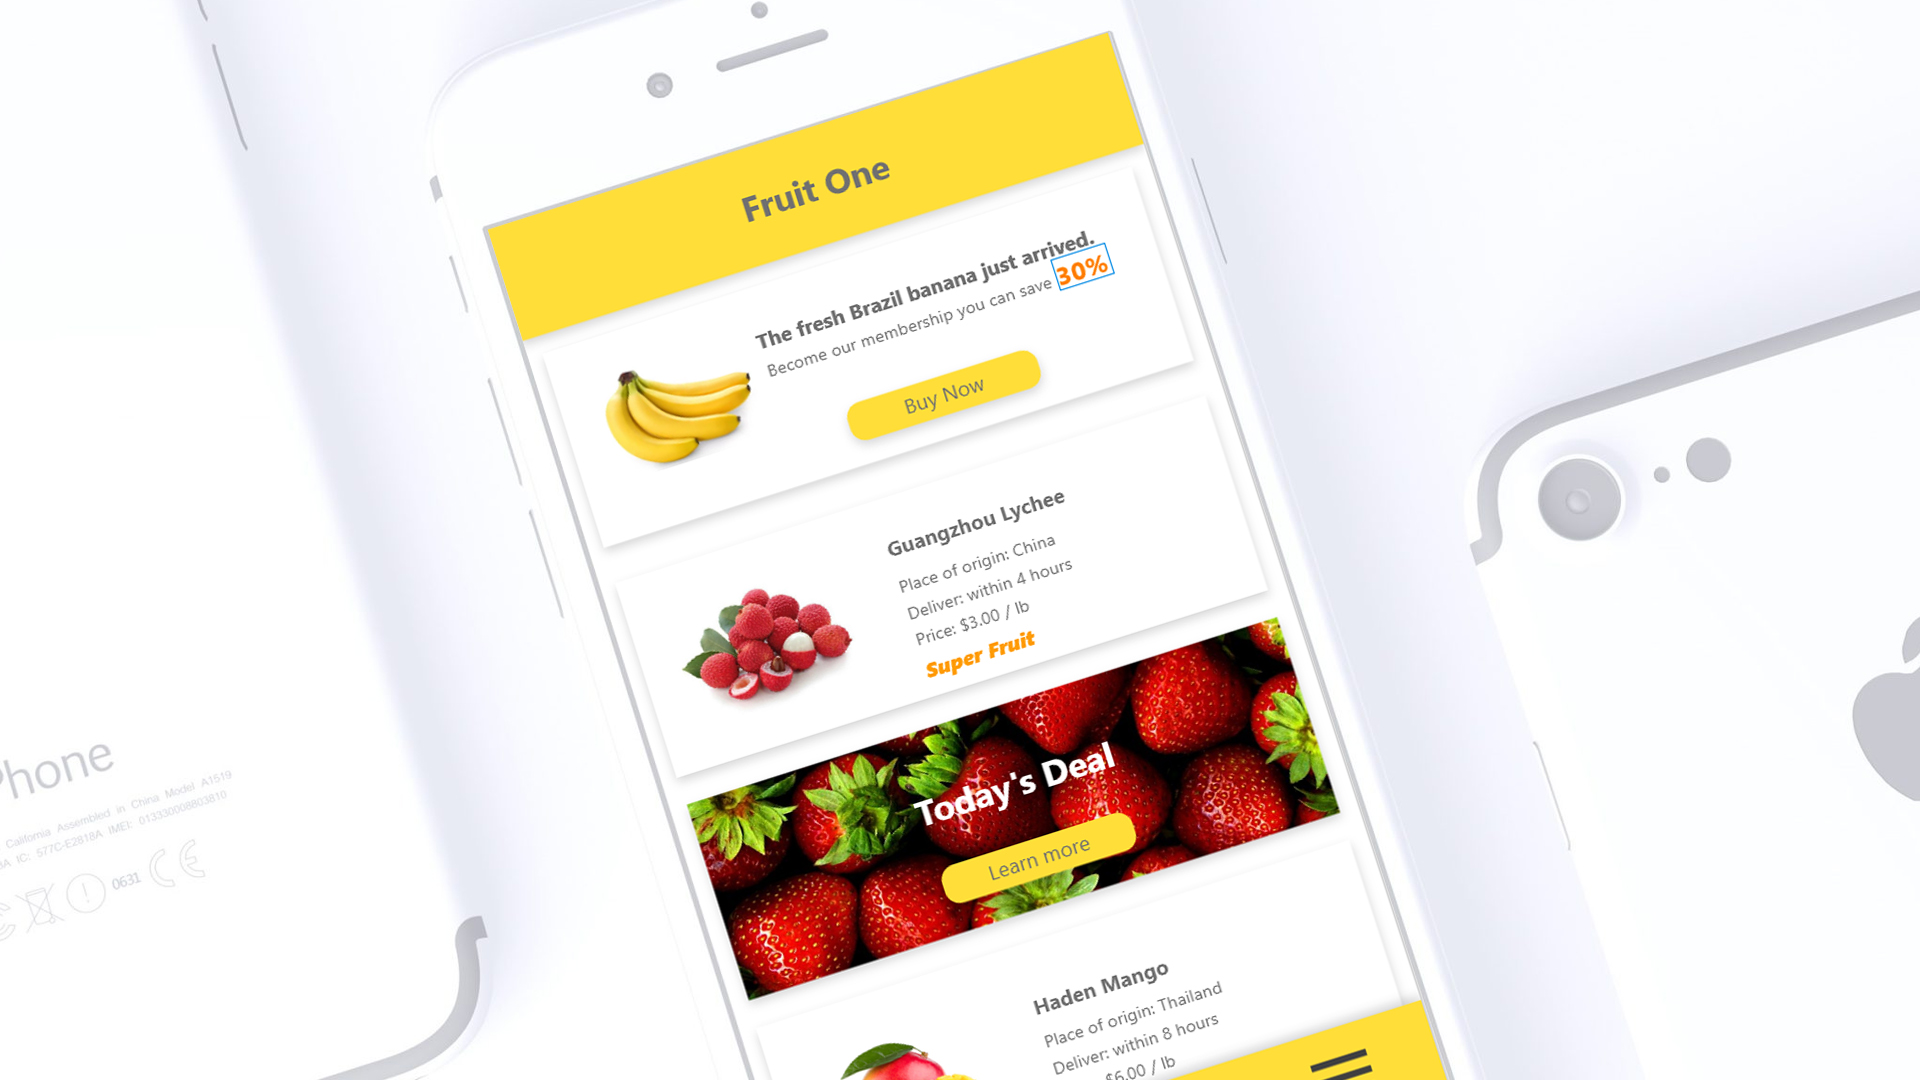 Fruit One
The fresh Brazil banana just arrived.
Become our membership you can save 30%
Buy Now
Guangzhou Lychee
Place of origin: China
Deliver: within 4 hours
Price: $3.00 / lb
Super Fruit
Today's Deal
Learn more
Haden Mango
Place of origin: Thailand
Deliver: within 8 hours
$6.00 / lb
Phone
California Assembled in China Model A1519
IC: 577C-E2818A IMEI: 013330008803810
0631